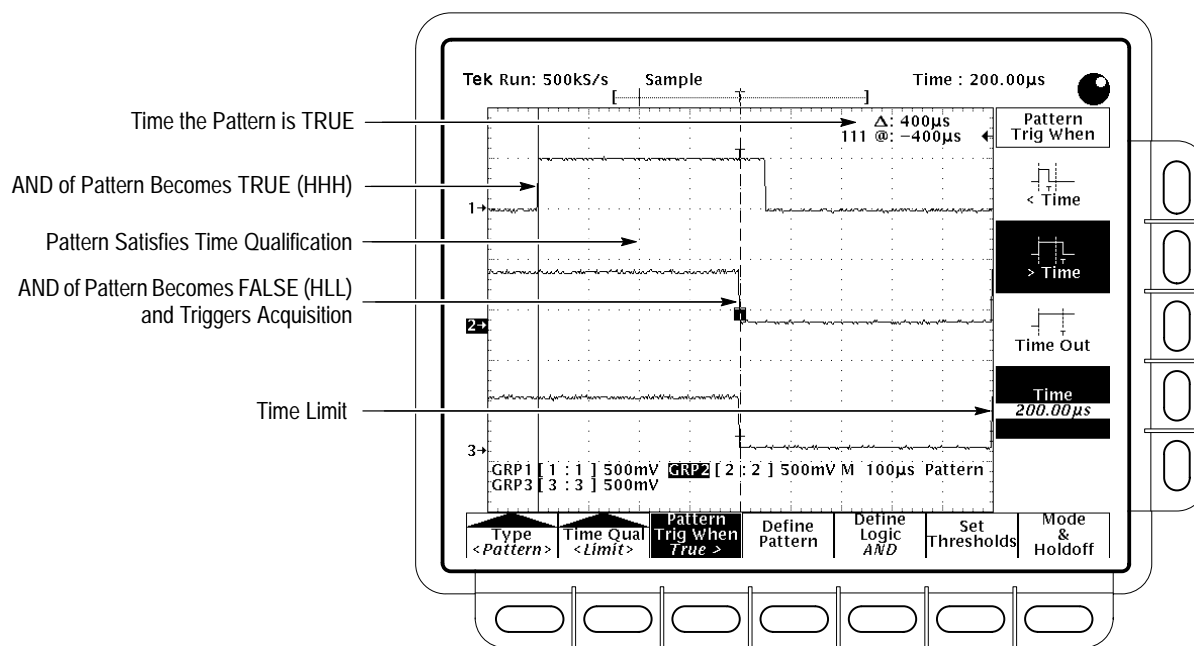 Tek Run: 500kS/s Sample Time : 200.00µs
[ ]
Time the Pattern is TRUE
Δ: 400µs
111 @: −400µs
Pattern
Trig When
AND of Pattern Becomes TRUE (HHH)
T
< Time
1→
Pattern Satisfies Time Qualification
T
> Time
AND of Pattern Becomes FALSE (HLL)
and Triggers Acquisition
2→
T
Time Out
Time Limit
Time
200.00µs
3→
GRP1 [ 1 : 1 ] 500mV GRP2 [ 2 : 2 ] 500mV M 100µs Pattern
GRP3 [ 3 : 3 ] 500mV
Type
<Pattern>
Time Qual
<Limit>
Pattern
Trig When
True >
Define
Pattern
Define
Logic
AND
Set
Thresholds
Mode
&
Holdoff